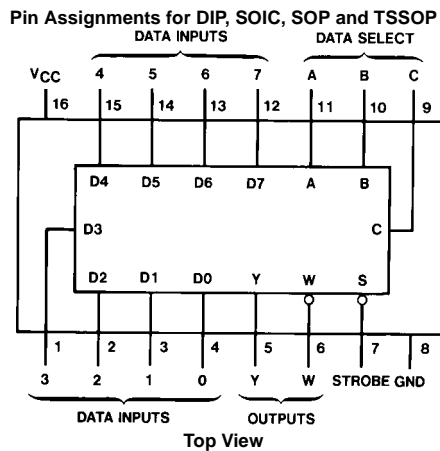 Pin Assignments for DIP, SOIC, SOP and TSSOP
DATA INPUTS DATA SELECT
VCC 4 5 6 7 A B C
16 15 14 13 12 11 10 9
D4 D5 D6 D7 A B
D3 C
D2 D1 D0 Y W S
1 2 3 4 5 6 7 8
3 2 1 0 Y W STROBE GND
DATA INPUTS OUTPUTS
Top View